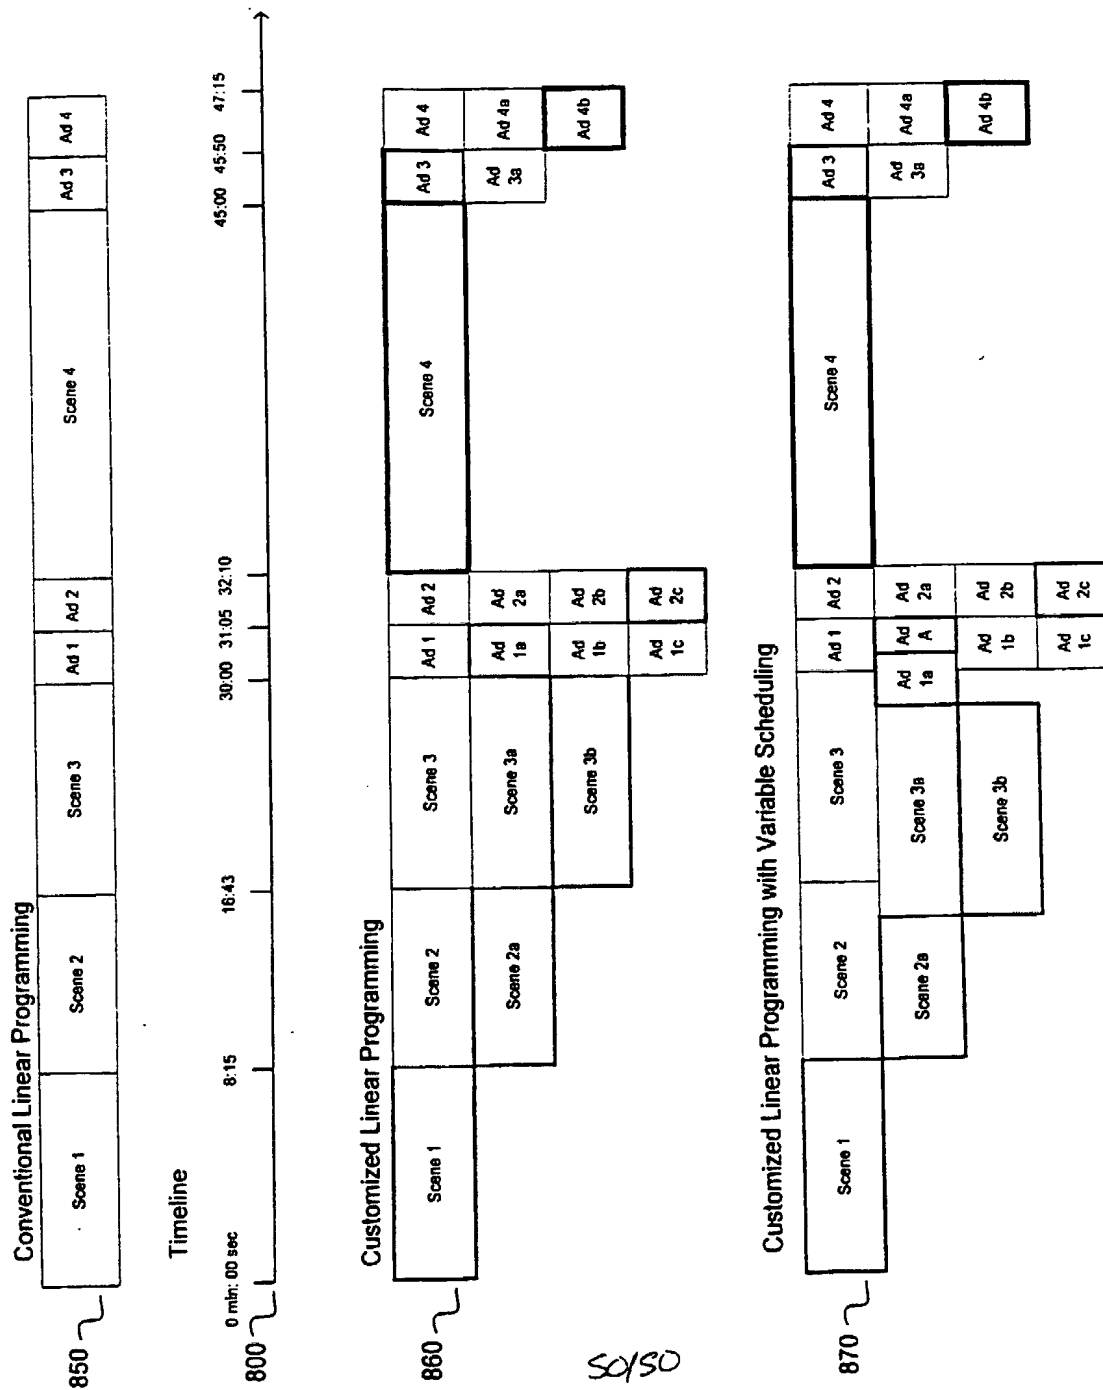 Conventional Linear Programming
850
Scene 1
Scene 2
Scene 3
Ad 1
Ad 2
Scene 4
Ad 3
Ad 4
Timeline
800
0 min: 00 sec
8:15
16:43
30:00
31:05
32:10
45:00
45:50
47:15
Customized Linear Programming
860
Scene 1
Scene 2
Scene 3
Ad 1
Ad 2
Scene 4
Ad 3
Ad 4
Scene 2a
Scene 3a
Ad
1a
Ad
2a
Ad
3a
Ad 4a
Scene 3b
Ad
1b
Ad
2b
Ad 4b
Ad
1c
Ad
2c
50/50
Customized Linear Programming with Variable Scheduling
870
Scene 1
Scene 2
Scene 3
Ad 1
Ad 2
Scene 4
Ad 3
Ad 4
Scene 2a
Scene 3a
Ad
1a
Ad
A
Ad
2a
Ad
3a
Ad 4a
Scene 3b
Ad
1b
Ad
2b
Ad 4b
Ad
1c
Ad
2c